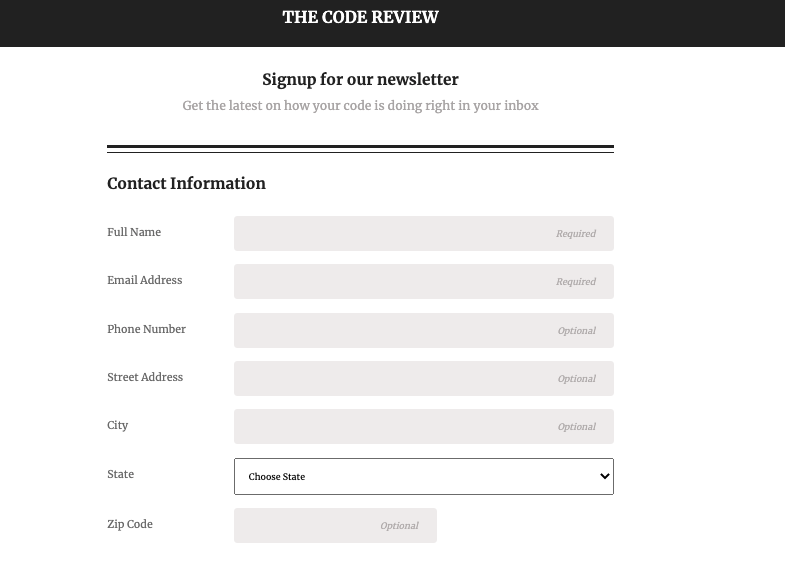 THE CODE REVIEW
Signup for our newsletter
Get the latest on how your code is doing right in your inbox
Contact Information
Full Name Required
Email Address Required
Phone Number Optional
Street Address Optional
City Optional
State Choose State
Zip Code Optional